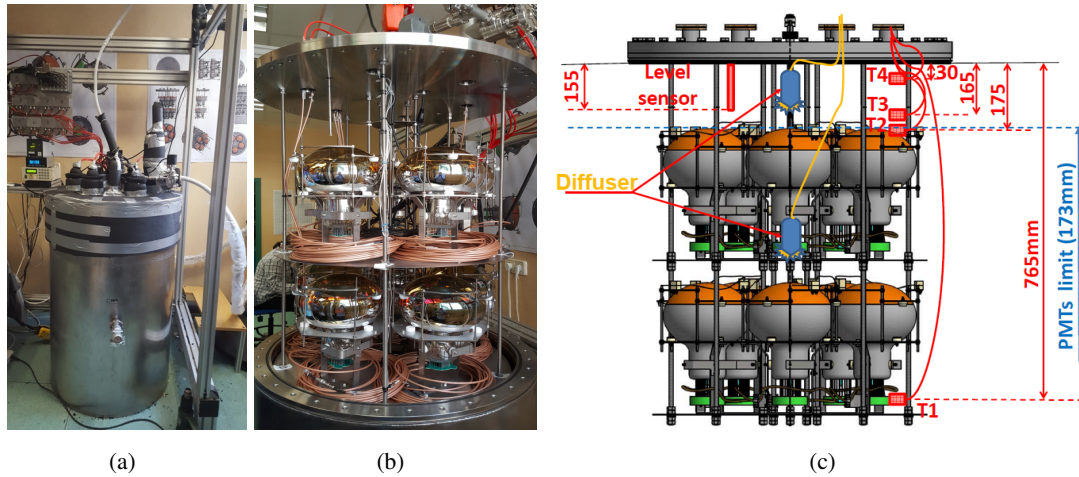 155
Level
sensor
T4
30
165
175
T3
T2
Diffuser
765mm
PMTs limit (173mm)
T1
(a)
(b)
(c)